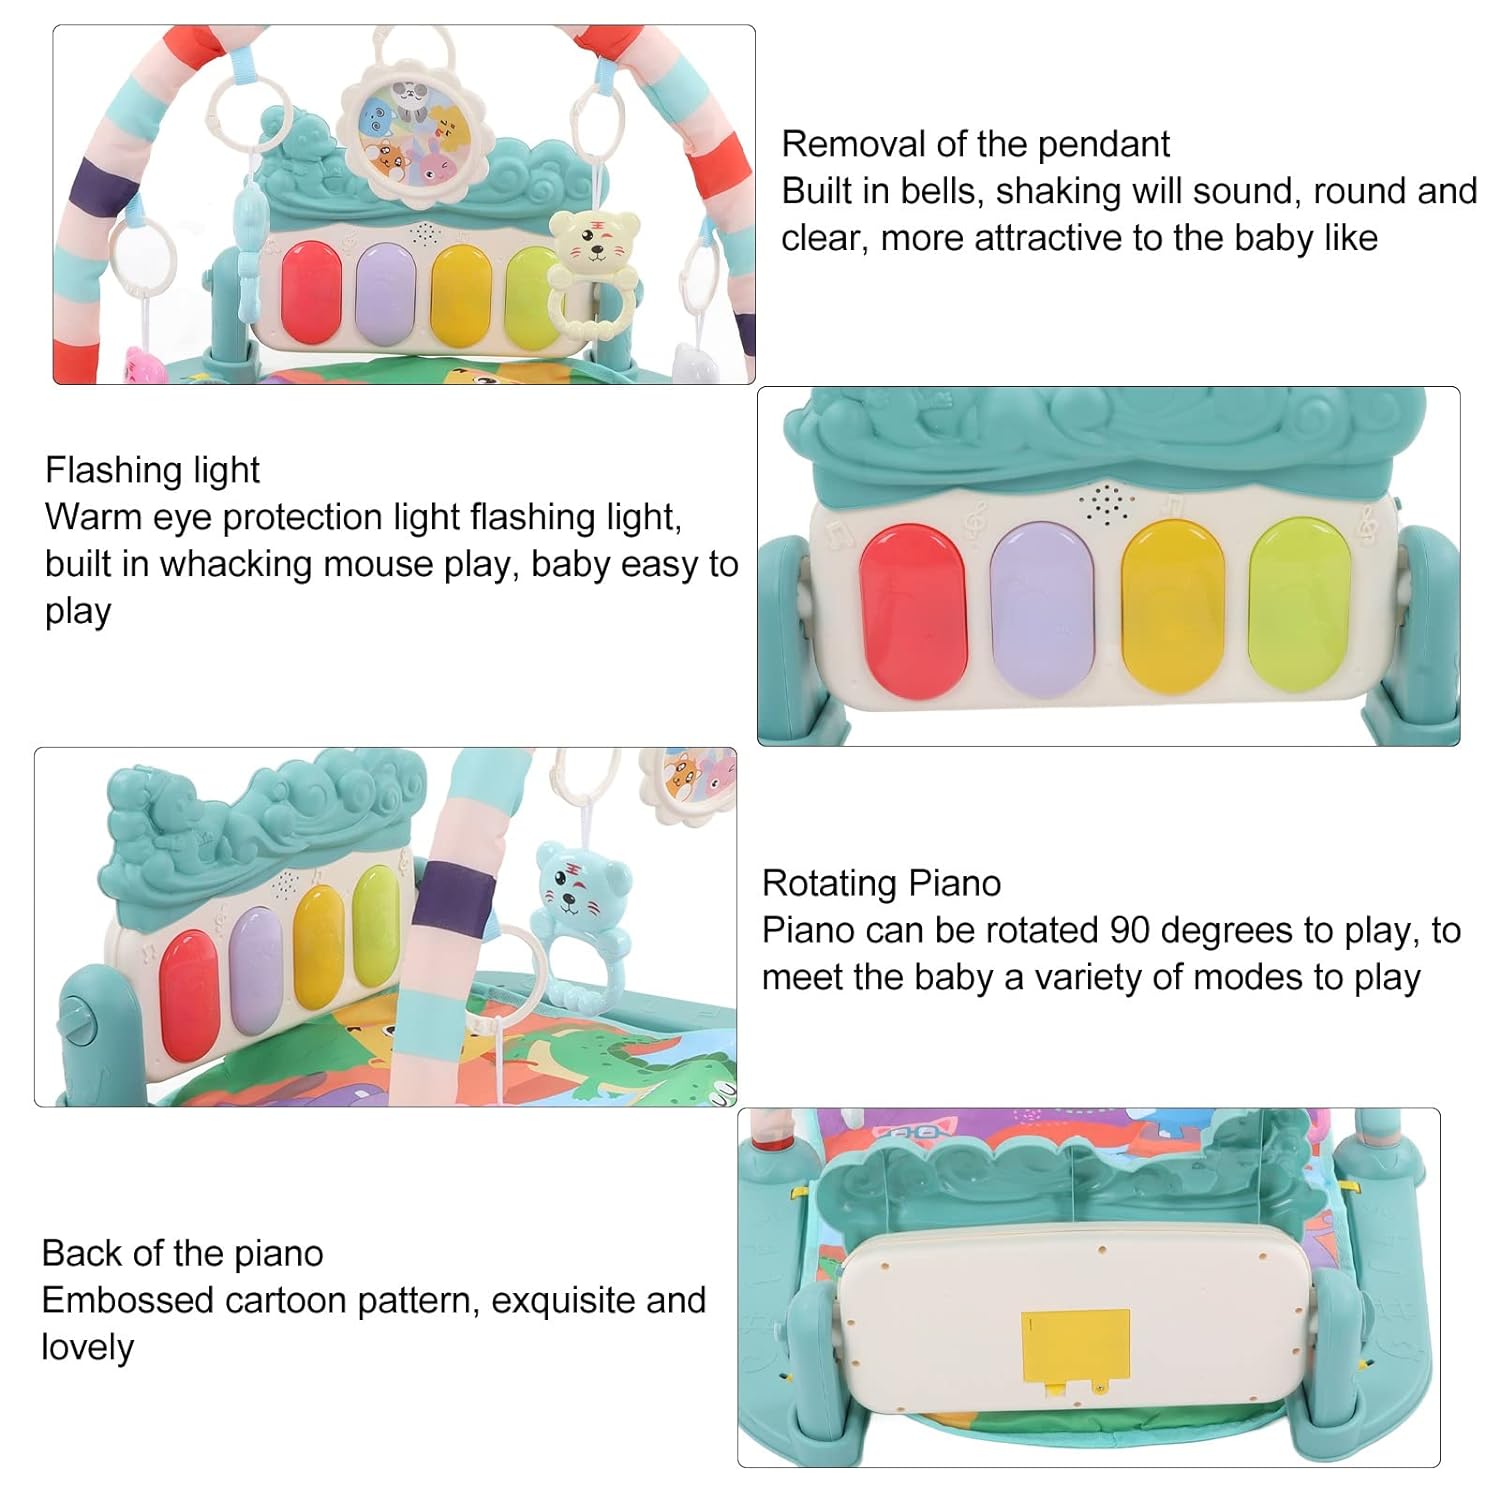 Removal of the pendant
Built in bells, shaking will sound, round and
clear, more attractive to the baby like
Flashing light
Warm eye protection light flashing light,
built in whacking mouse play, baby easy to
play
Rotating Piano
Piano can be rotated 90 degrees to play, to
meet the baby a variety of modes to play
Back of the piano
Embossed cartoon pattern, exquisite and
lovely